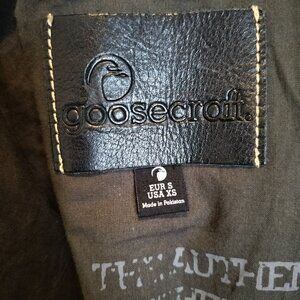 goosecraft.
EUR S
USA XS
Made in Pakistan
THE AUTHEN